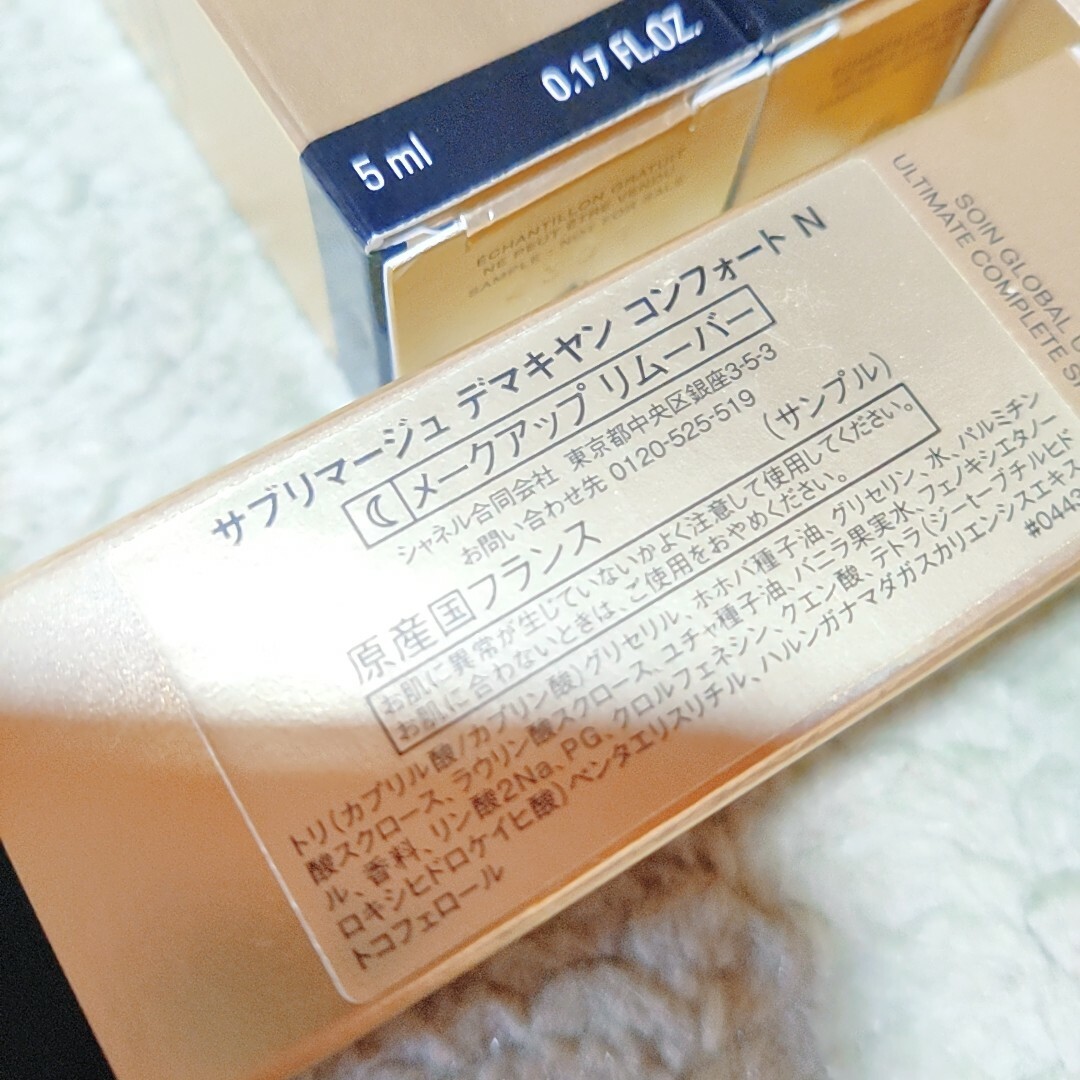 5 ml 0.17 FL.OZ.
ÉCHANTILLON GRATUIT
NE PEUT ÊTRE VENDU
SAMPLE - NOT FOR SALE
サブリマージュ デマキヤン コンフォート N
メークアップ リムーバー
シャネル合同会社 東京都中央区銀座3-5-3
お問い合わせ先 0120-525-519
原産国フランス (サンプル)
お肌に異常が生じていないかよく注意して使用してください。
お肌に合わないときは、ご使用をおやめください。
トリ(カプリル酸/カプリン酸)グリセリル、ホホバ種子油、グリセリン、水、パルミチン
酸スクロース、ラウリン酸スクロース、ユチャ種子油、バニラ果実水、フェノキシエタノー
ル、香料、リン酸2Na、PG、クロルフェネシン、クエン酸、テトラ(ジ-t-ブチルヒド
ロキシヒドロケイヒ酸)ペンタエリスリチル、ハルンガナマダガスカリエンシスエキス
トコフェロール
#0443
SOIN GLOBAL
ULTIMATE COMPLETE